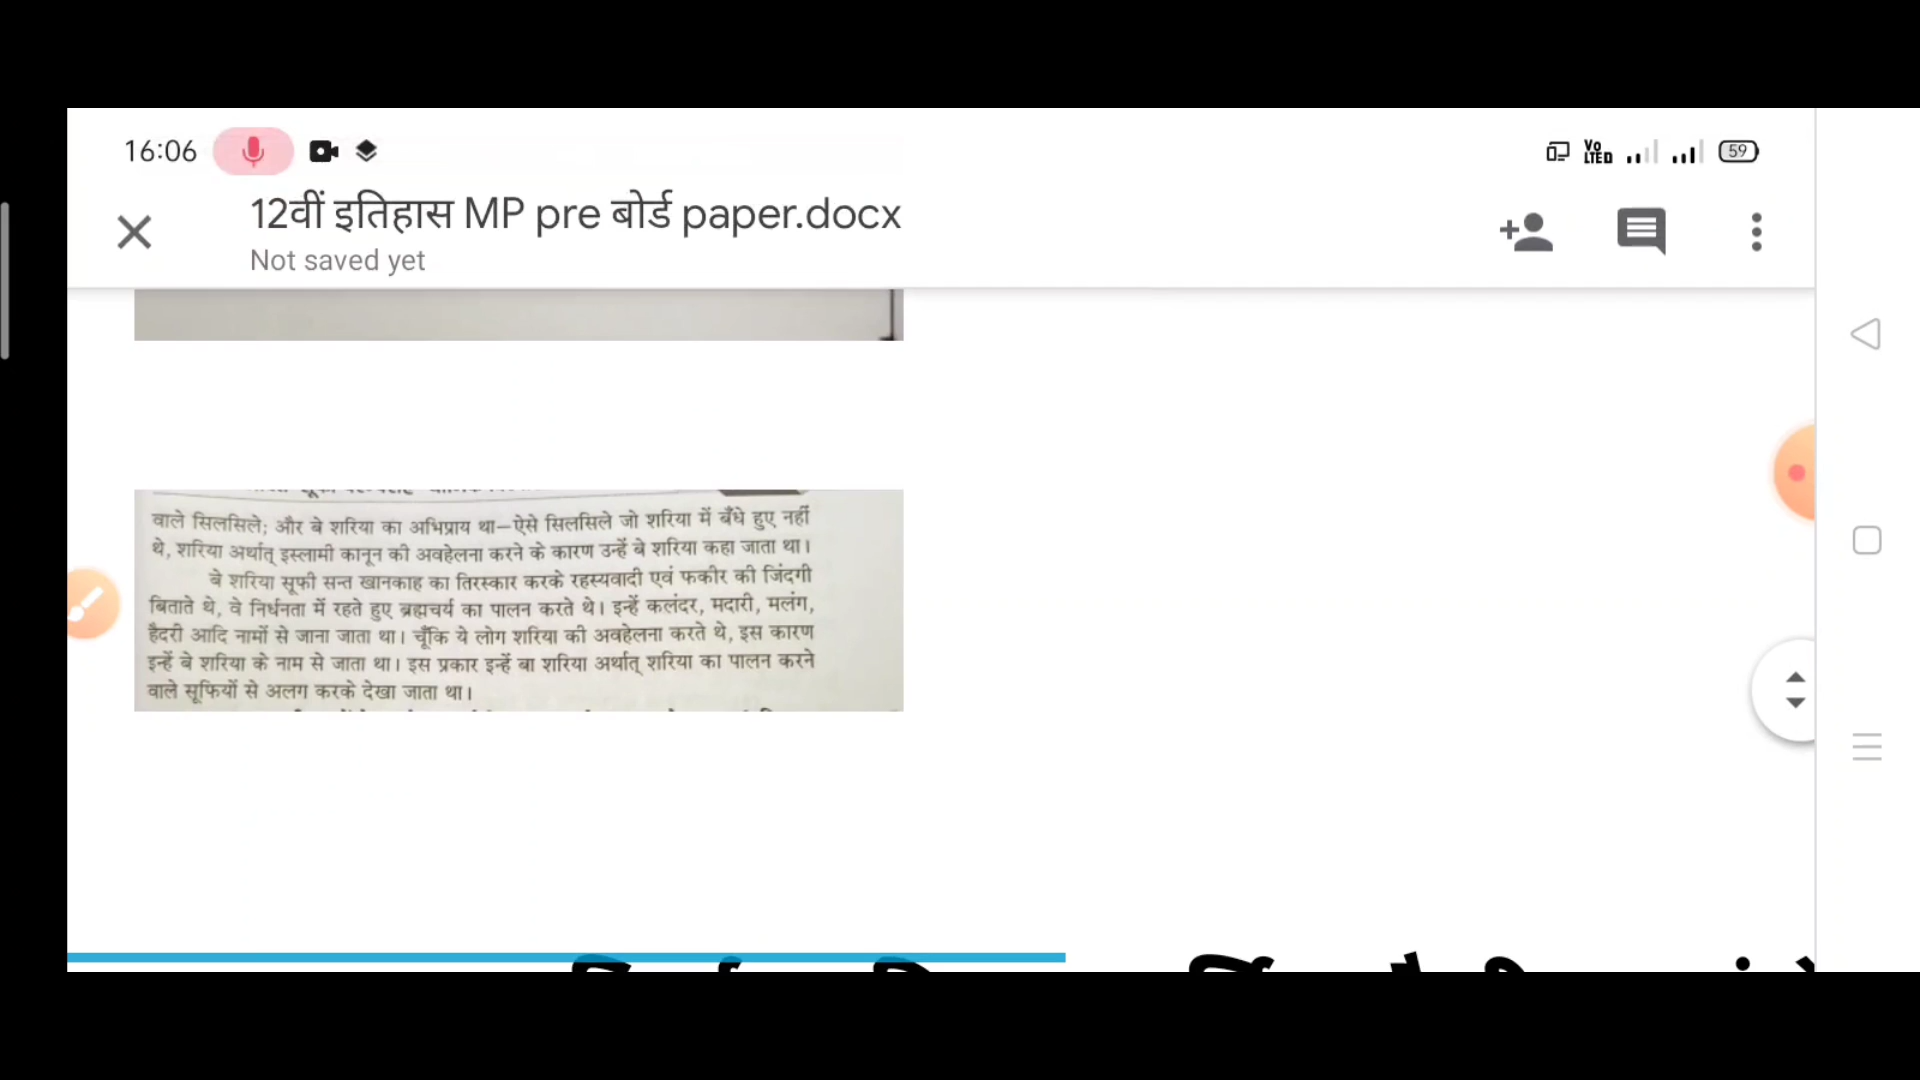 16:06
Vo LTED
59
12वीं इतिहास MP pre बोर्ड paper.docx
Not saved yet
वाले सिलसिले; और बे शरिया का अभिप्राय था—ऐसे सिलसिले जो शरिया में बँधे हुए नहीं
थे, शरिया अर्थात् इस्लामी कानून की अवहेलना करने के कारण उन्हें बे शरिया कहा जाता था।
बे शरिया सूफी सन्त खानकाह का तिरस्कार करके रहस्यवादी एवं फकीर की जिंदगी
बिताते थे, वे निर्धनता में रहते हुए ब्रह्मचर्य का पालन करते थे। इन्हें कलंदर, मदारी, मलंग,
हैदरी आदि नामों से जाना जाता था। चूँकि ये लोग शरिया की अवहेलना करते थे, इस कारण
इन्हें बे शरिया के नाम से जाता था। इस प्रकार इन्हें बा शरिया अर्थात् शरिया का पालन करने
वाले सूफियों से अलग करके देखा जाता था।